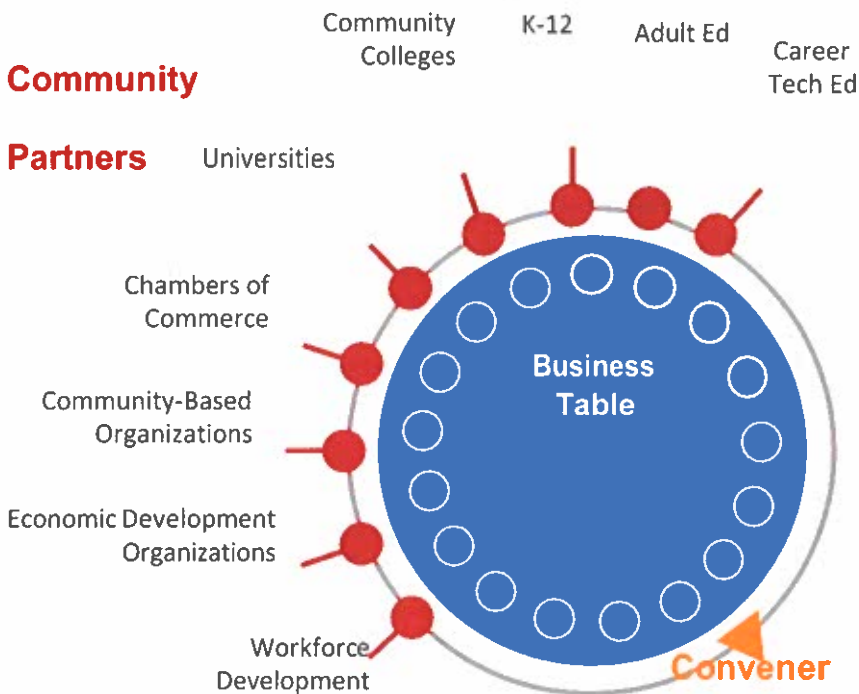 Community
Colleges
K-12
Adult Ed
Career
Tech Ed
Community
Partners
Universities
Chambers of
Commerce
Business
Table
Community-Based
Organizations
Economic Development
Organizations
Workforce
Development
Convener